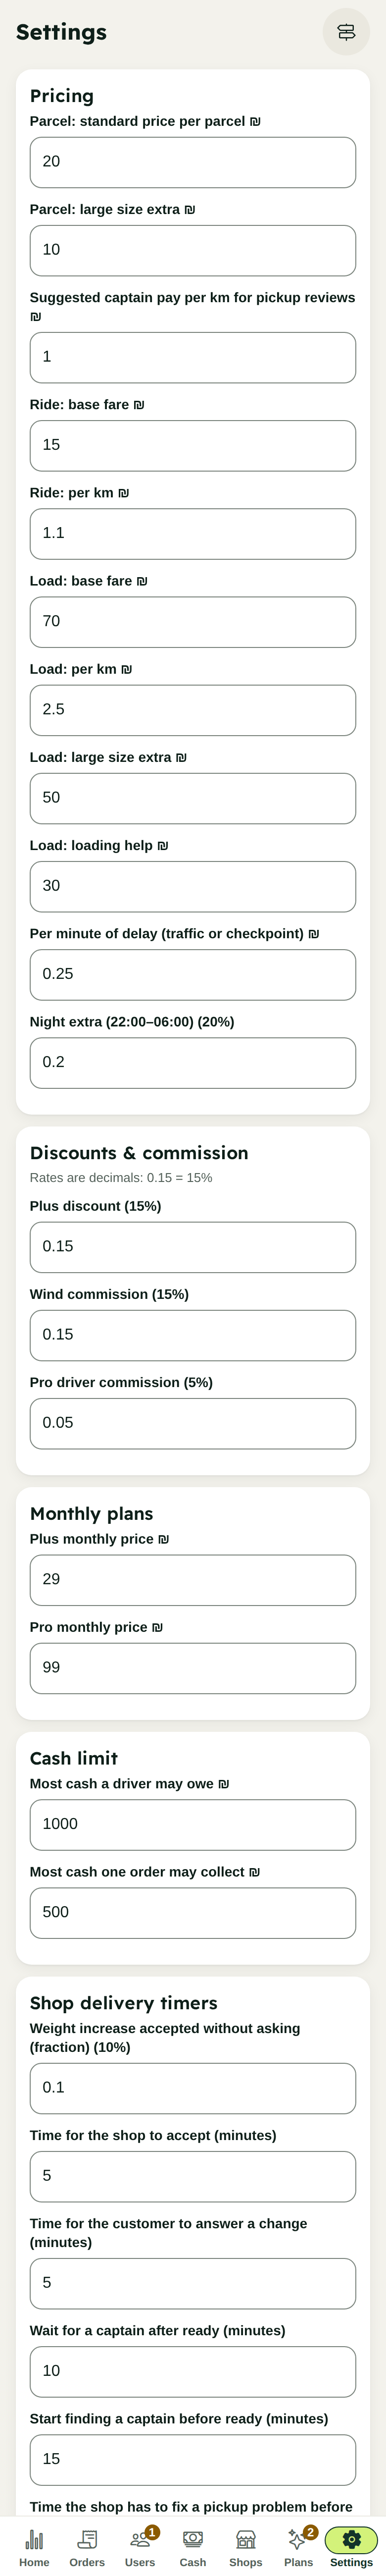 Settings
Pricing
Parcel: standard price per parcel ₪
20
Parcel: large size extra ₪
10
Suggested captain pay per km for pickup reviews
₪
1
Ride: base fare ₪
15
Ride: per km ₪
1.1
Load: base fare ₪
70
Load: per km ₪
2.5
Load: large size extra ₪
50
Load: loading help ₪
30
Per minute of delay (traffic or checkpoint) ₪
0.25
Night extra (22:00–06:00) (20%)
0.2
Discounts & commission
Rates are decimals: 0.15 = 15%
Plus discount (15%)
0.15
Wind commission (15%)
0.15
Pro driver commission (5%)
0.05
Monthly plans
Plus monthly price ₪
29
Pro monthly price ₪
99
Cash limit
Most cash a driver may owe ₪
1000
Most cash one order may collect ₪
500
Shop delivery timers
Weight increase accepted without asking
(fraction) (10%)
0.1
Time for the shop to accept (minutes)
5
Time for the customer to answer a change
(minutes)
5
Wait for a captain after ready (minutes)
10
Start finding a captain before ready (minutes)
15
Time the shop has to fix a pickup problem before
1 2
Home Orders Users Cash Shops Plans Settings